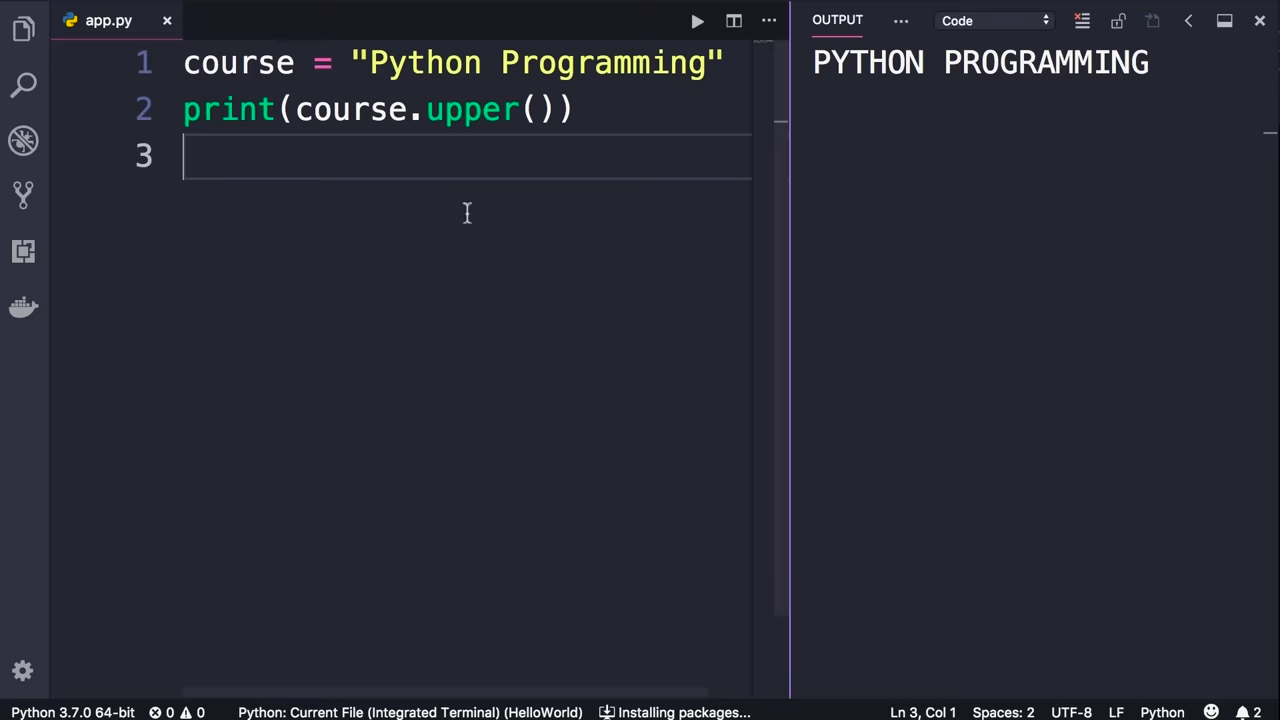 app.py
OUTPUT
Code
1 course = "Python Programming"
2 print(course.upper())
3
PYTHON PROGRAMMING
Python 3.7.0 64-bit 0 0 Python: Current File (Integrated Terminal) (HelloWorld) Installing packages... Ln 3, Col 1 Spaces: 2 UTF-8 LF Python 2